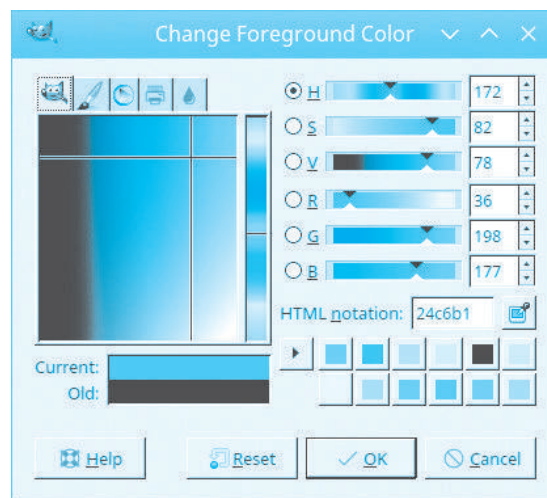 Change Foreground Color
H 172
S 82
V 78
R 36
G 198
B 177
HTML notation: 24c6b1
Current:
Old:
Help Reset OK Cancel